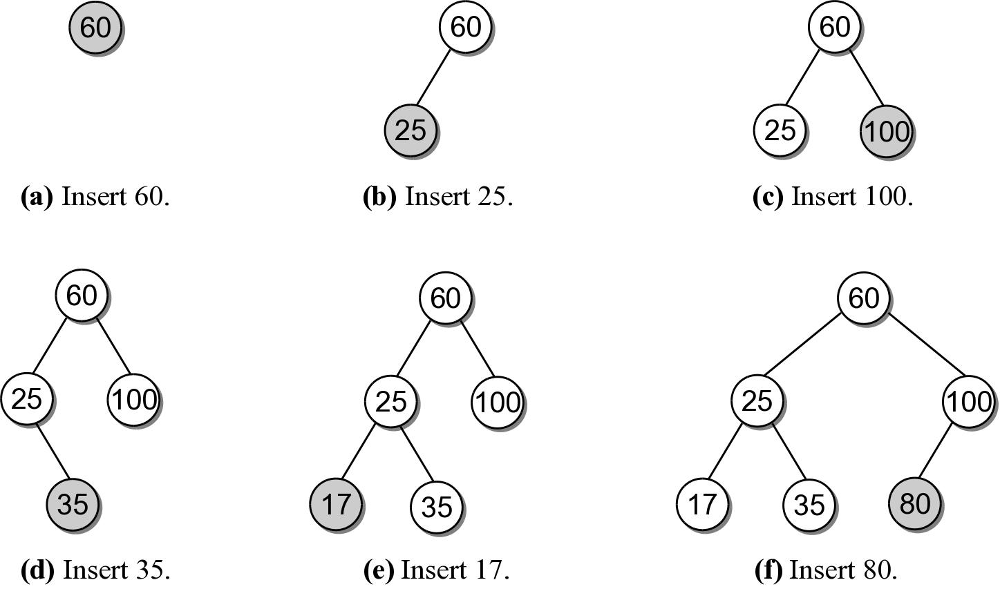 60
60
25
60
25 100
(a) Insert 60.
(b) Insert 25.
(c) Insert 100.
60
25 100
35
60
25 100
17 35
60
25 100
17 35 80
(d) Insert 35.
(e) Insert 17.
(f) Insert 80.